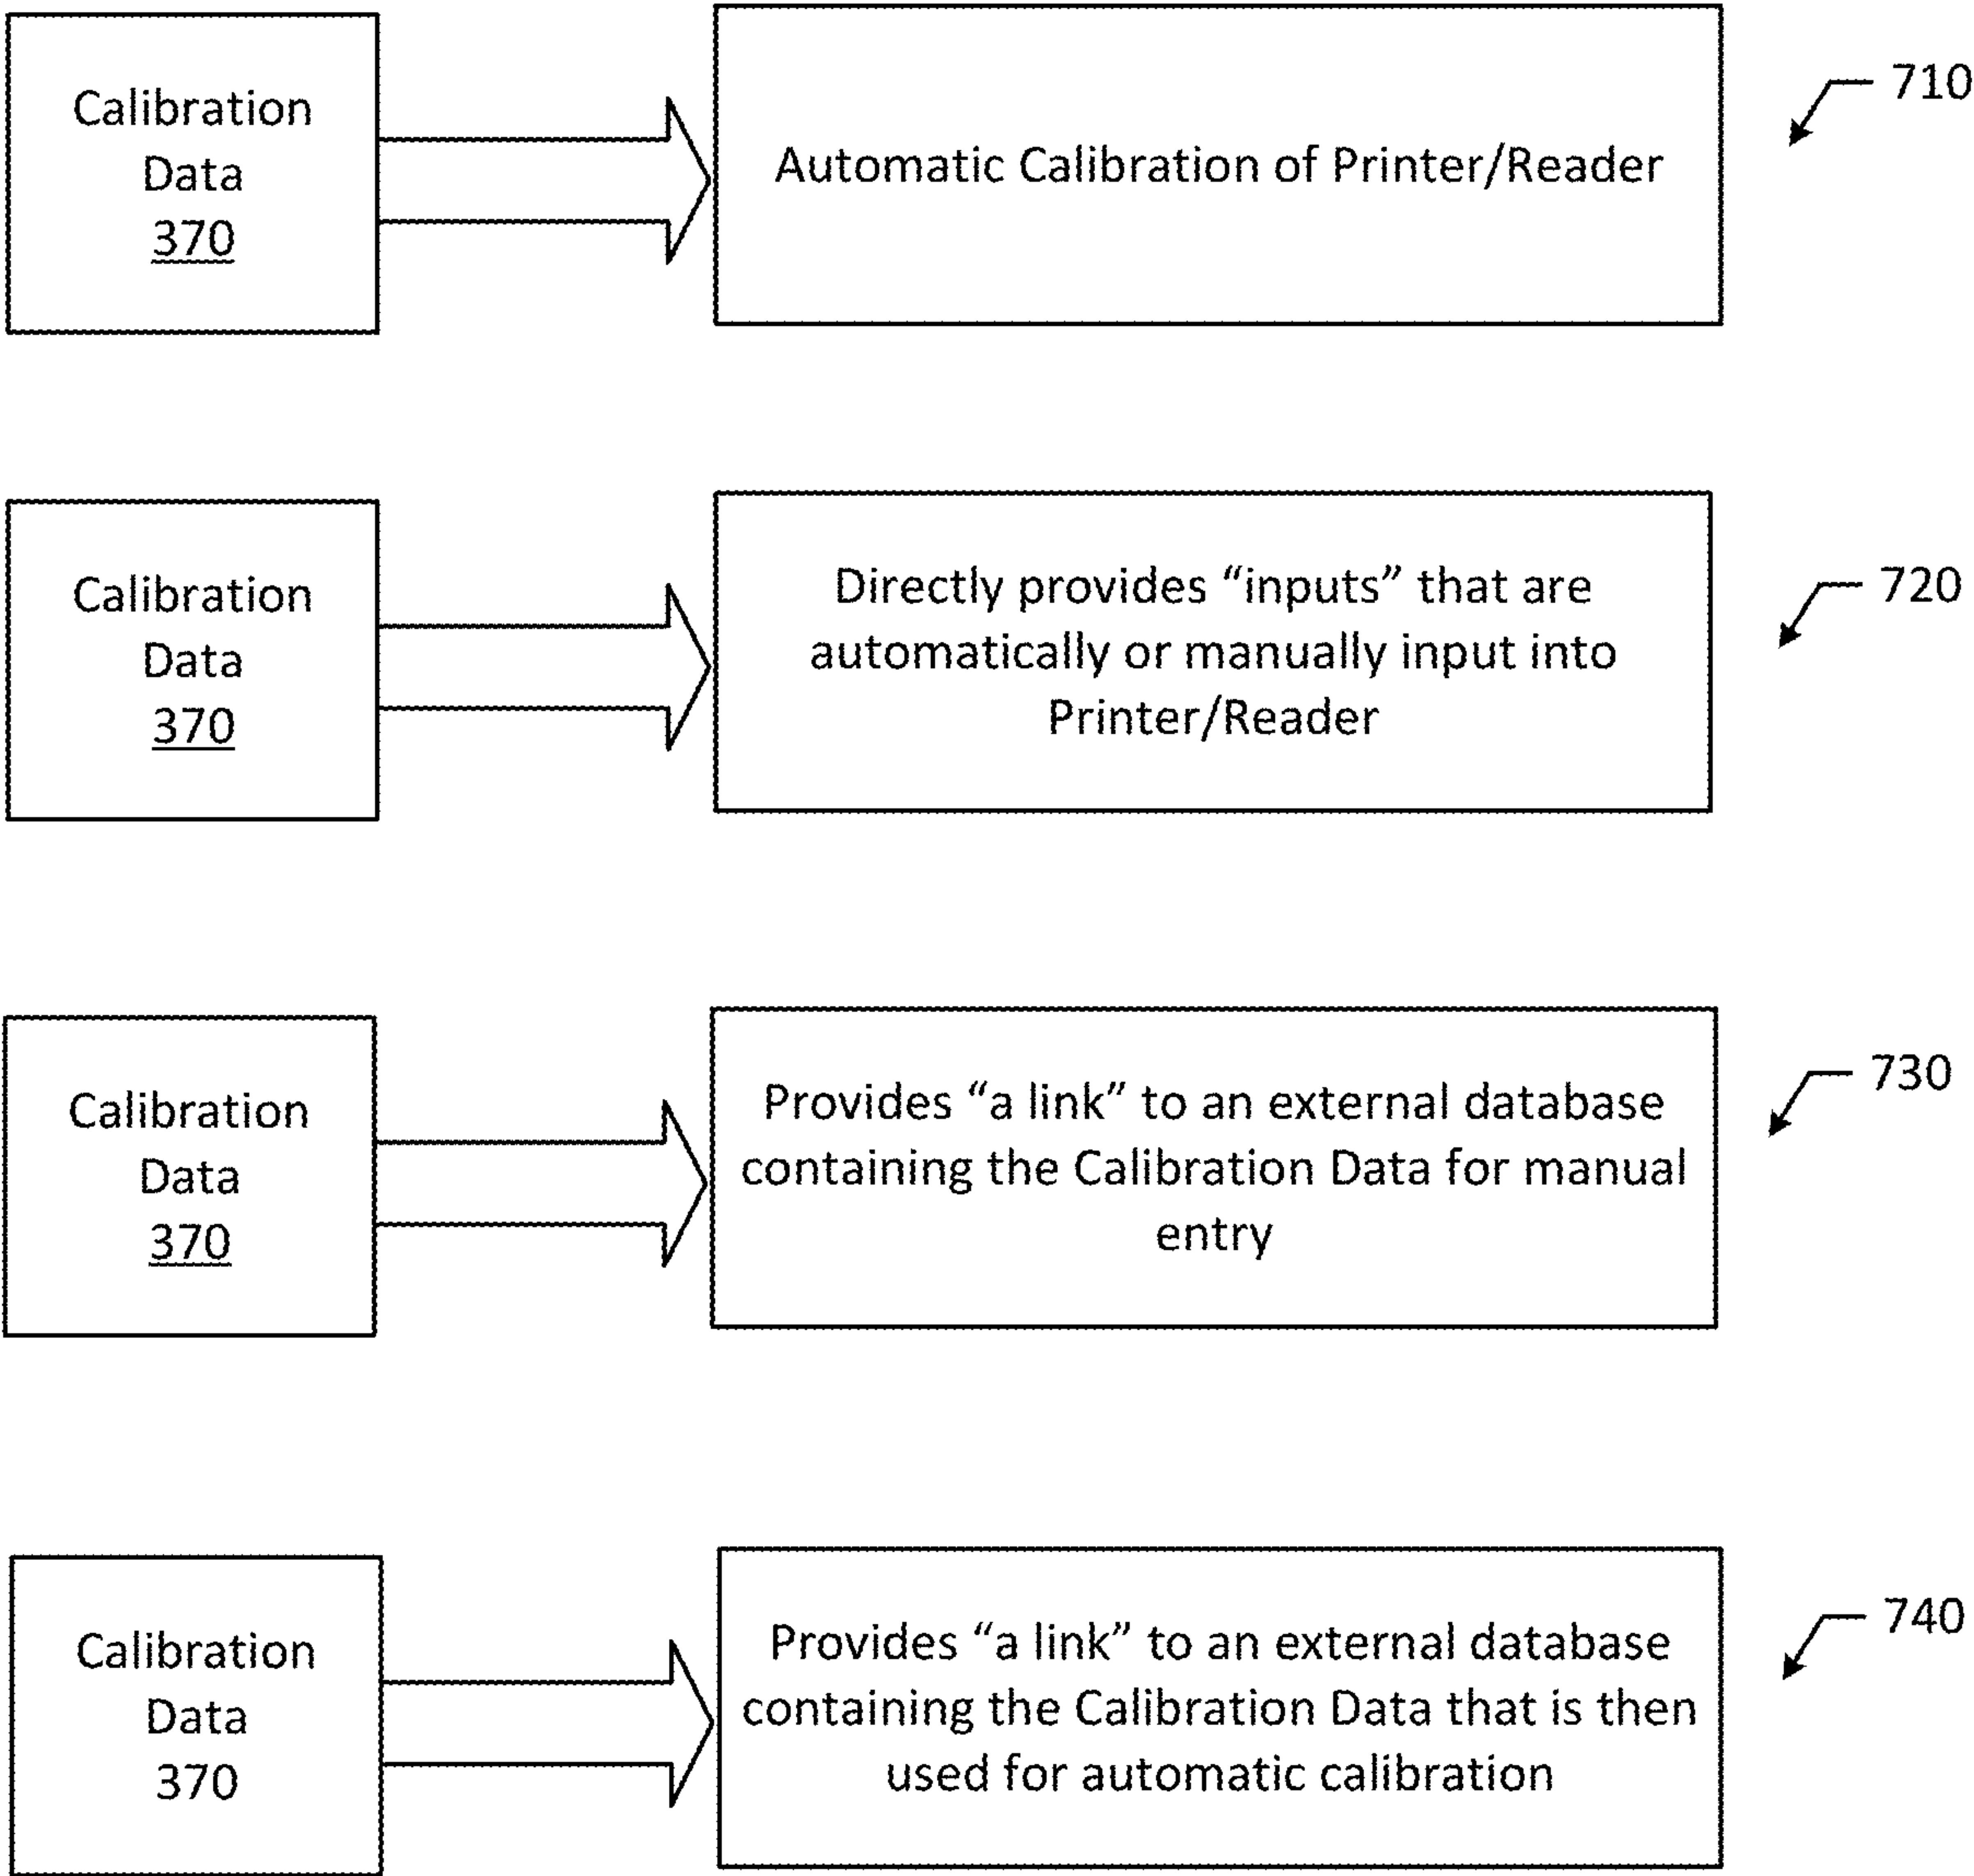 Calibration
Data
370
Automatic Calibration of Printer/Reader
710
Calibration
Data
370
Directly provides “inputs” that are
automatically or manually input into
Printer/Reader
720
Calibration
Data
370
Provides “a link” to an external database
containing the Calibration Data for manual
entry
730
Calibration
Data
370
Provides “a link” to an external database
containing the Calibration Data that is then
used for automatic calibration
740